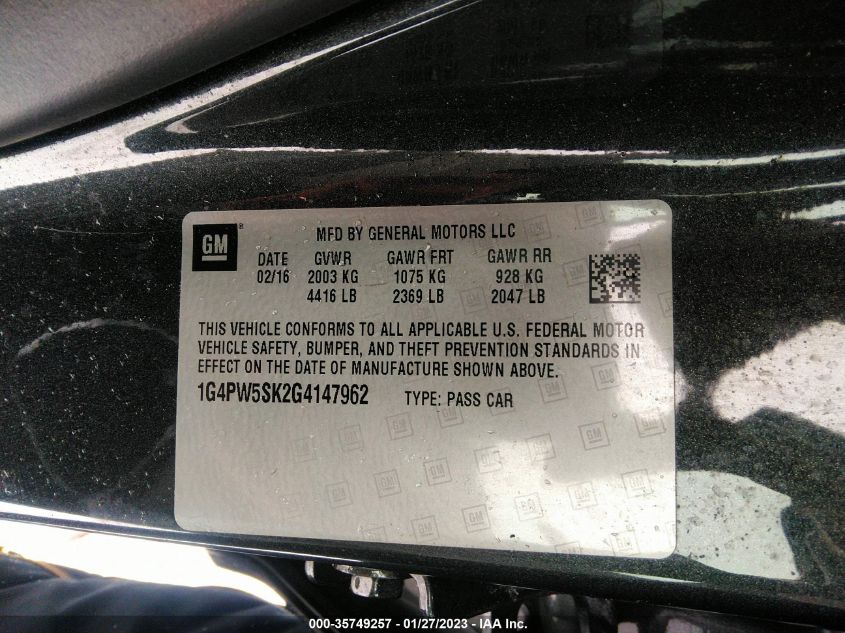 GM ® MFD BY GENERAL MOTORS LLC
DATE GVWR GAWR FRT GAWR RR
02/16 2003 KG 1075 KG 928 KG
4416 LB 2369 LB 2047 LB
THIS VEHICLE CONFORMS TO ALL APPLICABLE U.S. FEDERAL MOTOR
VEHICLE SAFETY, BUMPER, AND THEFT PREVENTION STANDARDS IN
EFFECT ON THE DATE OF MANUFACTURE SHOWN ABOVE.
1G4PW5SK2G4147962 TYPE: PASS CAR
000-35749257 - 01/27/2023 - IAA Inc.